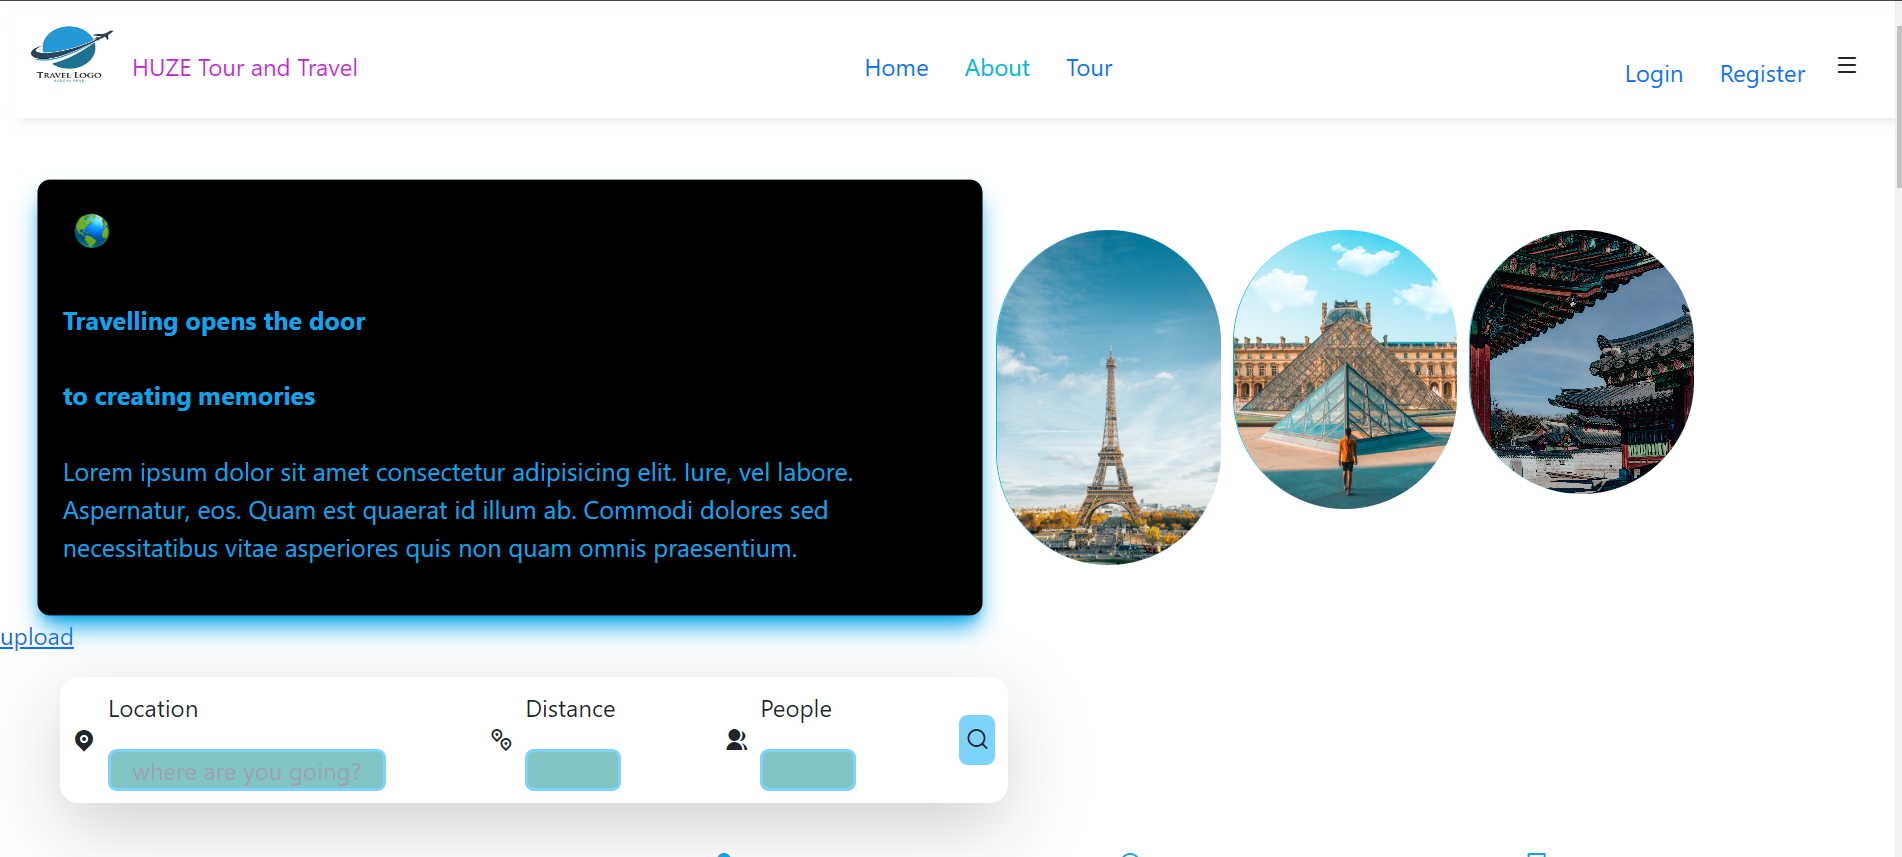 TRAVEL LOGO
HUZE Tour and Travel
Home
About
Tour
Login
Register
Travelling opens the door
to creating memories
Lorem ipsum dolor sit amet consectetur adipisicing elit. Iure, vel labore.
Aspernatur, eos. Quam est quaerat id illum ab. Commodi dolores sed
necessitatibus vitae asperiores quis non quam omnis praesentium.
upload
Location
Distance
People
where are you going?